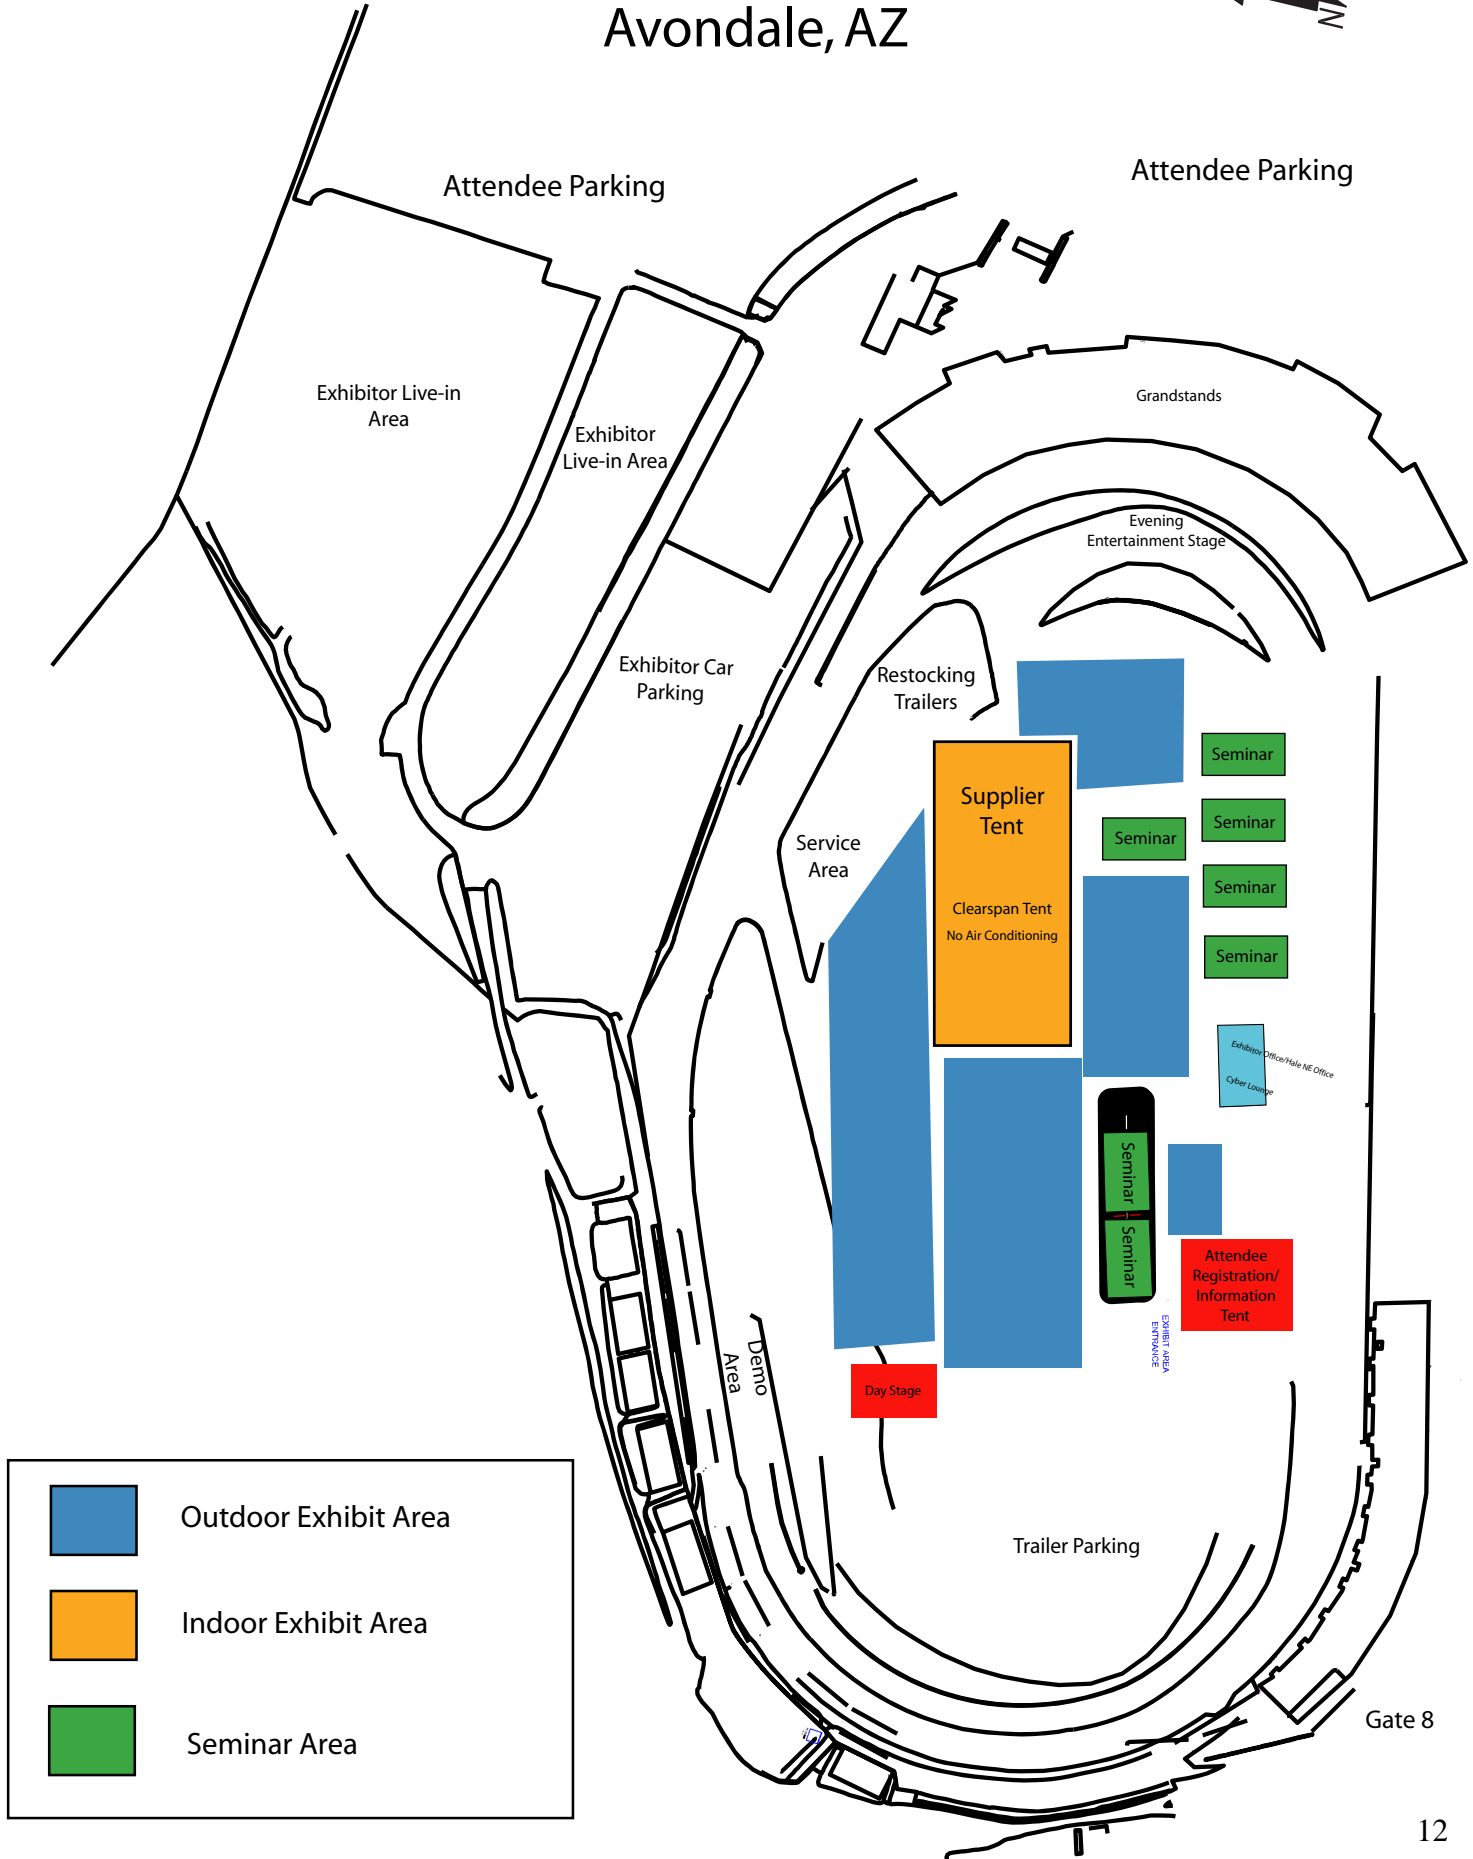 Avondale, AZ
N
Attendee Parking
Attendee Parking
Exhibitor Live-in
Area
Exhibitor
Live-in Area
Grandstands
Evening
Entertainment Stage
Exhibitor Car
Parking
Restocking
Trailers
Service
Area
Supplier
Tent
Clearspan Tent
No Air Conditioning
Seminar
Seminar
Seminar
Seminar
Seminar
Exhibitor Office/Hale NE Office
Cyber Lounge
Seminar
Seminar
Attendee
Registration/
Information
Tent
EXHIBIT AREA
ENTRANCE
Demo
Area
Day Stage
Trailer Parking
Gate 8
Outdoor Exhibit Area
Indoor Exhibit Area
Seminar Area
12